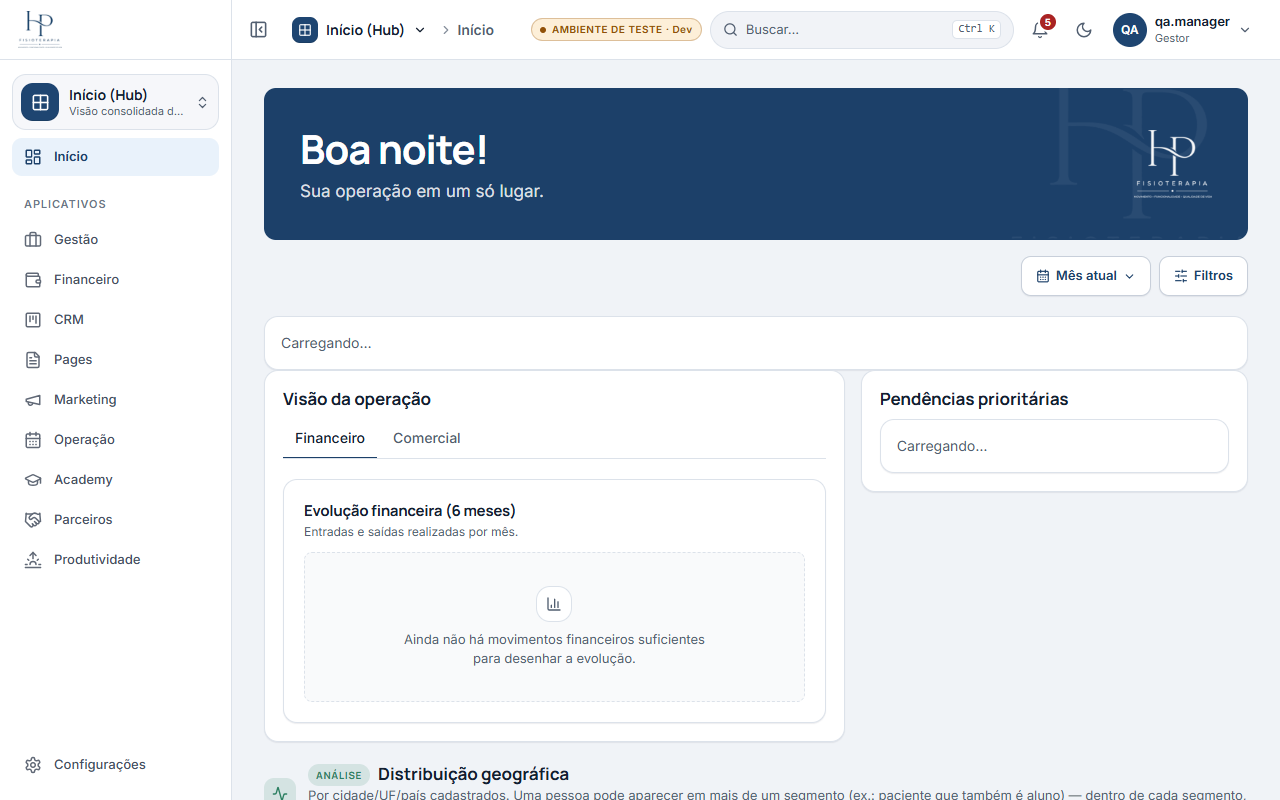 HP
FISIOTERAPIA
Início (Hub)
Início
AMBIENTE DE TESTE · Dev
Buscar...
Ctrl K
5
QA
qa.manager
Gestor
Início (Hub)
Visão consolidada d...
Início
APLICATIVOS
Gestão
Financeiro
CRM
Pages
Marketing
Operação
Academy
Parceiros
Produtividade
Configurações
Boa noite!
Sua operação em um só lugar.
HP
FISIOTERAPIA
Mês atual
Filtros
Carregando...
Visão da operação
Financeiro
Comercial
Evolução financeira (6 meses)
Entradas e saídas realizadas por mês.
Ainda não há movimentos financeiros suficientes
para desenhar a evolução.
Pendências prioritárias
Carregando...
ANÁLISE
Distribuição geográfica
Por cidade/UF/país cadastrados. Uma pessoa pode aparecer em mais de um segmento (ex.: paciente que também é aluno) — dentro de cada segmento,